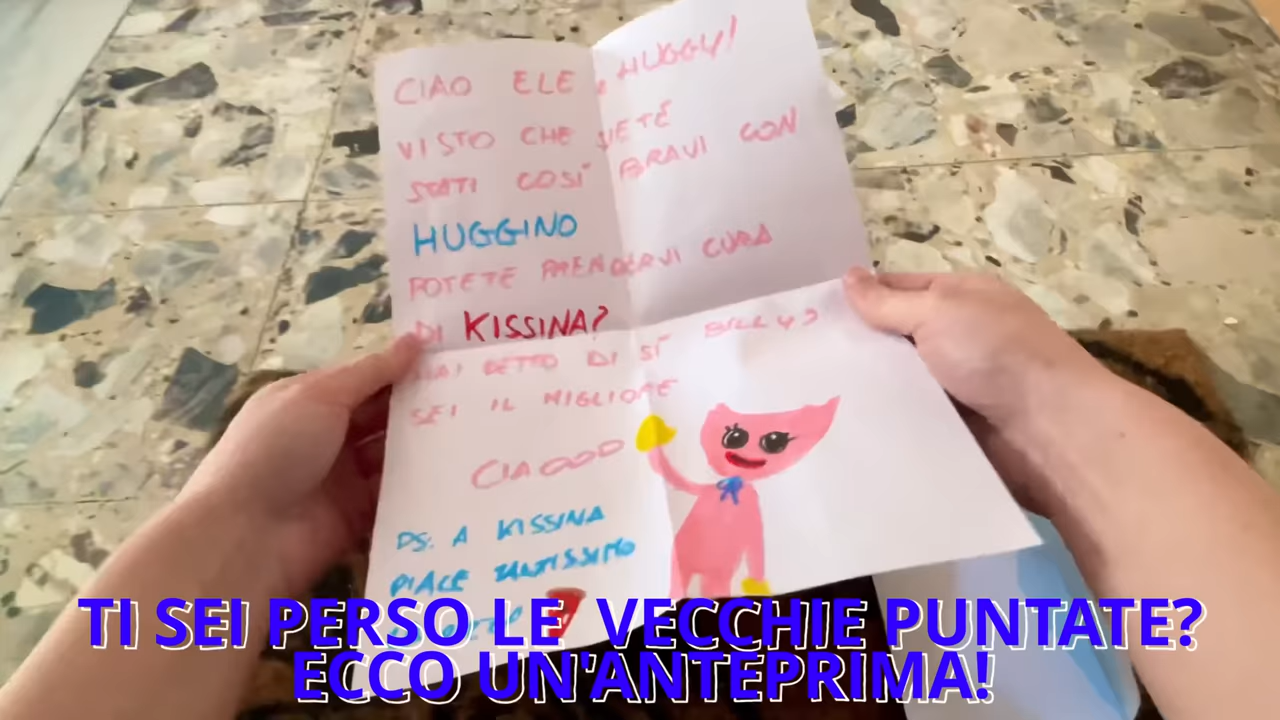 CIAO ELE, HUGGY!
VISTO CHE SIETE
STATI COSÌ BRAVI CON
HUGGINO
POTETE PRENDERVI CURA
DI KISSINA?
HAI DETTO DI SÌ BILLY?
SEI IL MIGLIORE
CIAOOO
PS: A KISSINA
PIACE TANTISSIMO
TI SEI PERSO LE VECCHIE PUNTATE?
ECCO UN'ANTEPRIMA!